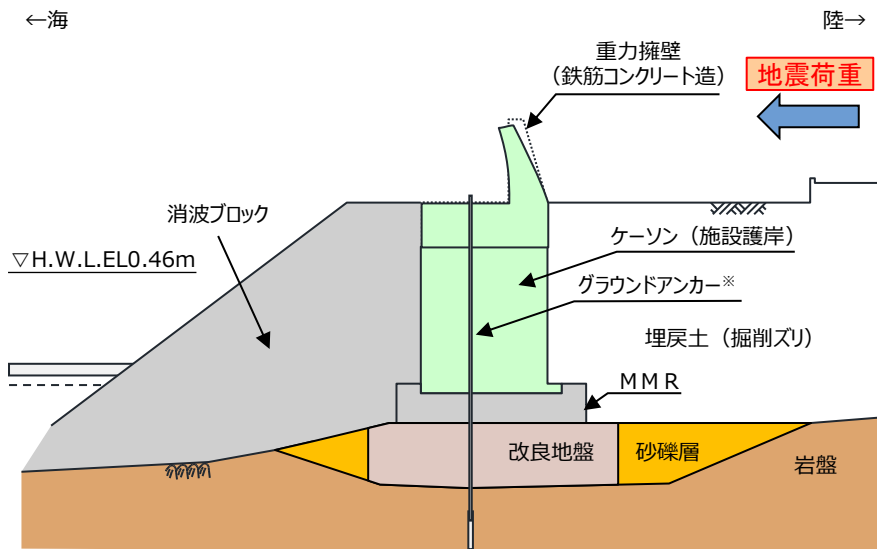 ←海
陸→
重力擁壁
（鉄筋コンクリート造）
地震荷重
消波ブロック
▽H.W.L.EL0.46m
ケーソン（施設護岸）
グラウンドアンカー※
埋戻土（掘削ズリ）
ＭＭＲ
改良地盤
砂礫層
岩盤